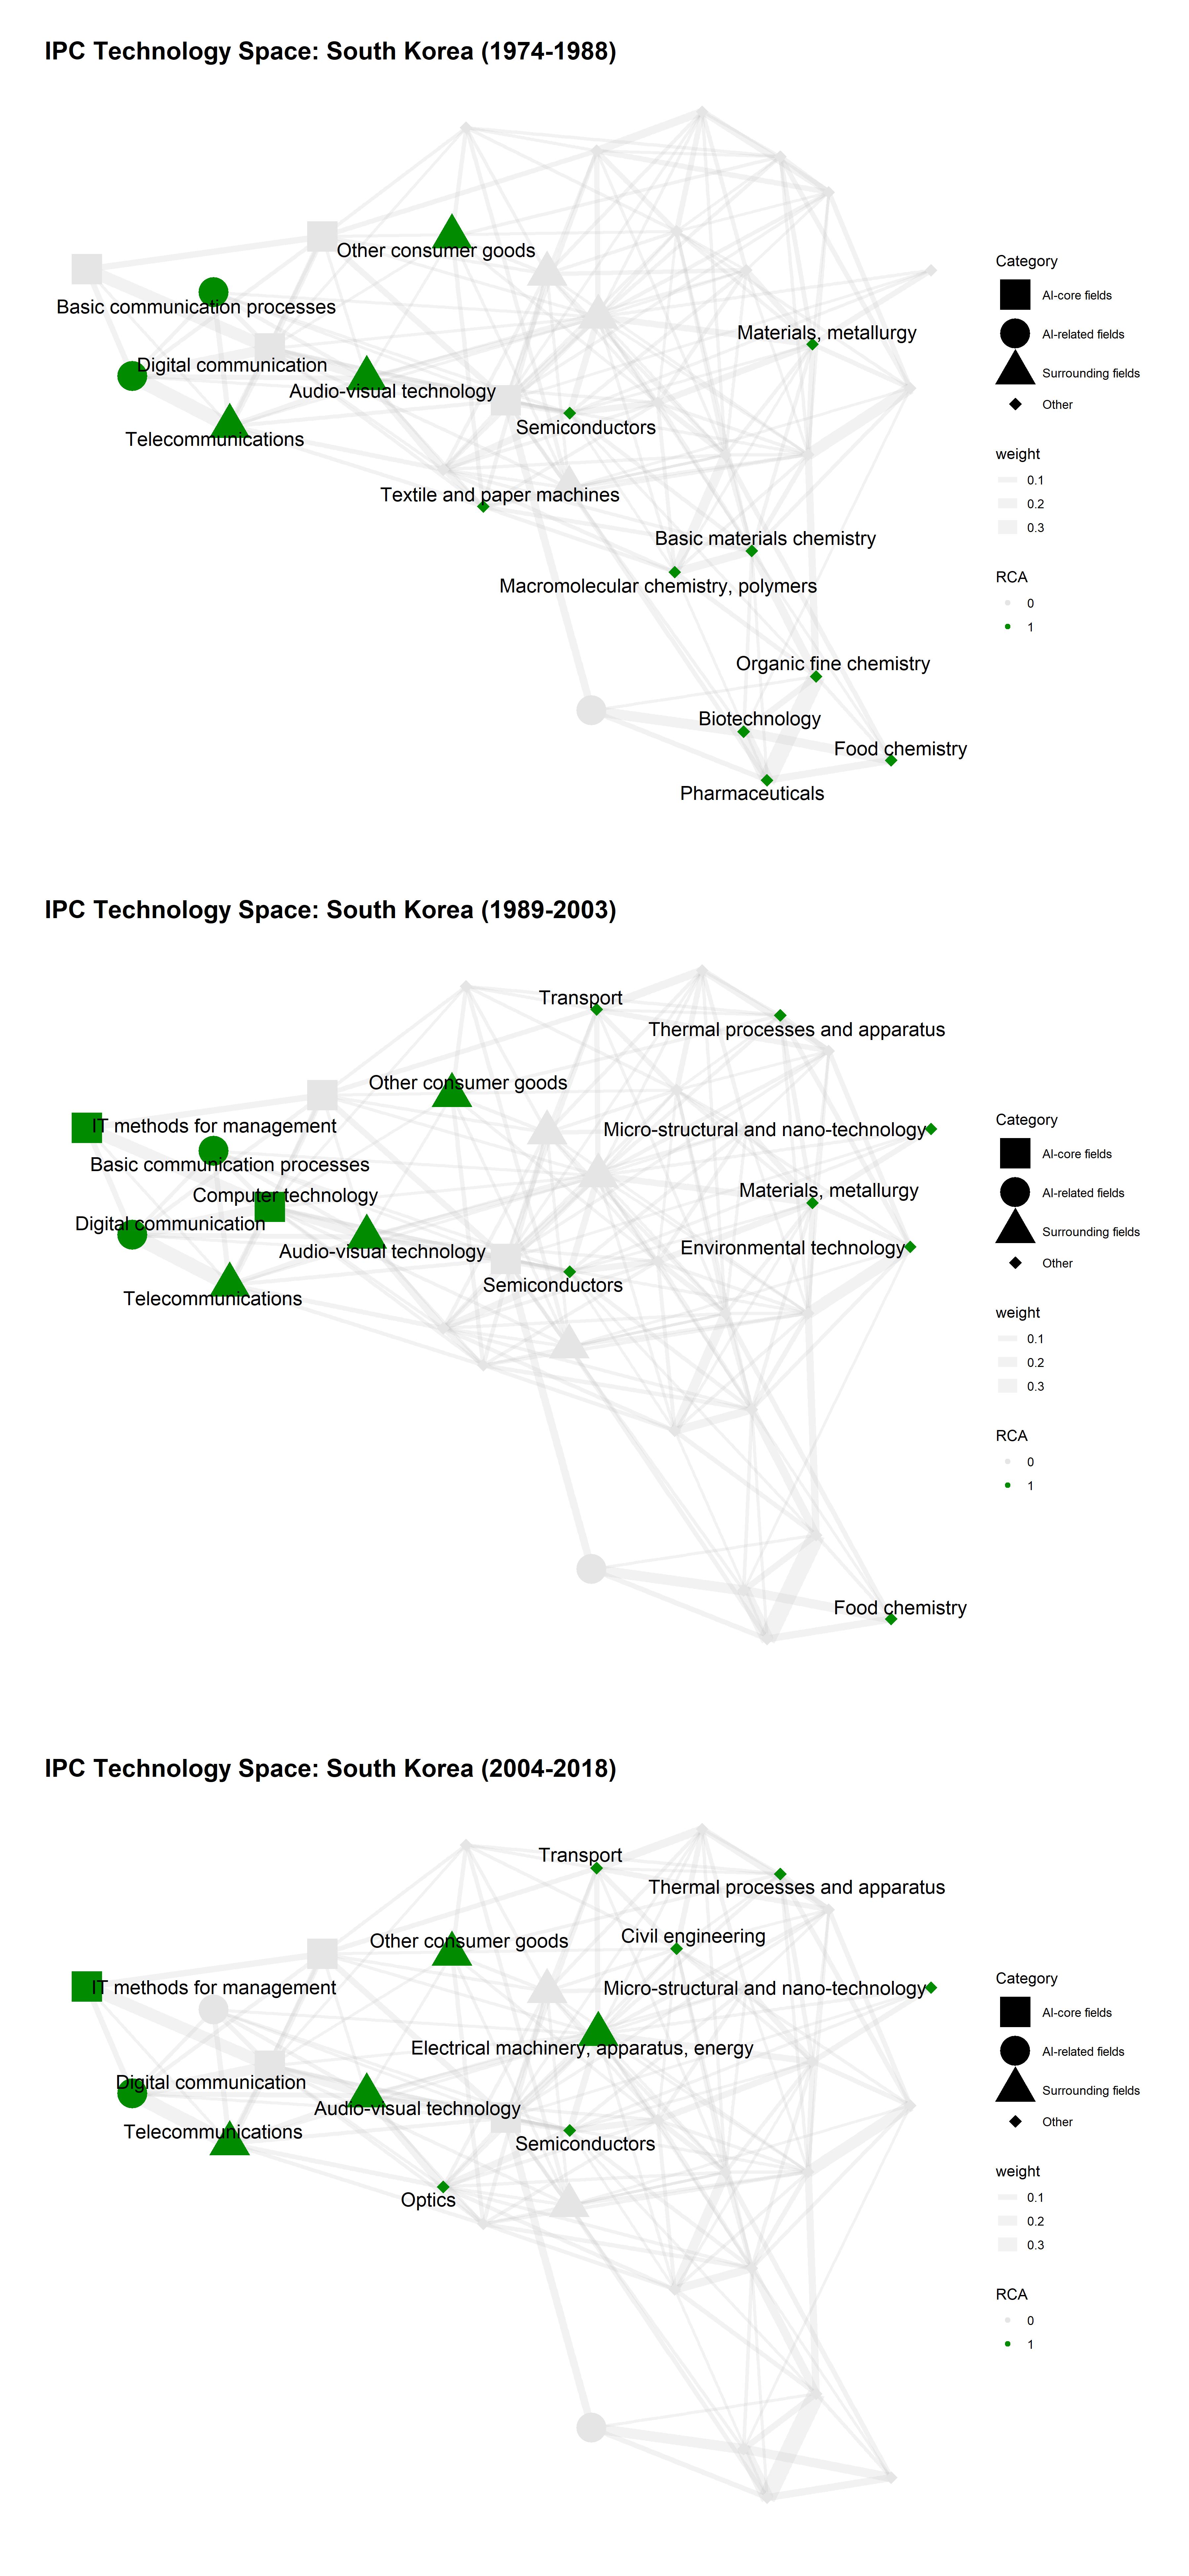 IPC Technology Space: South Korea (1974-1988)
Other consumer goods
Basic communication processes
Materials, metallurgy
Digital communication
Audio-visual technology
Semiconductors
Telecommunications
Textile and paper machines
Basic materials chemistry
Macromolecular chemistry, polymers
Organic fine chemistry
Biotechnology
Food chemistry
Pharmaceuticals
Category
AI-core fields
AI-related fields
Surrounding fields
Other
weight
0.1
0.2
0.3
RCA
0
1
IPC Technology Space: South Korea (1989-2003)
Transport
Thermal processes and apparatus
Other consumer goods
IT methods for management
Micro-structural and nano-technology
Basic communication processes
Computer technology
Materials, metallurgy
Digital communication
Environmental technology
Audio-visual technology
Semiconductors
Telecommunications
Food chemistry
Category
AI-core fields
AI-related fields
Surrounding fields
Other
weight
0.1
0.2
0.3
RCA
0
1
IPC Technology Space: South Korea (2004-2018)
Transport
Thermal processes and apparatus
Civil engineering
Other consumer goods
IT methods for management
Micro-structural and nano-technology
Electrical machinery, apparatus, energy
Digital communication
Audio-visual technology
Telecommunications
Semiconductors
Optics
Category
AI-core fields
AI-related fields
Surrounding fields
Other
weight
0.1
0.2
0.3
RCA
0
1